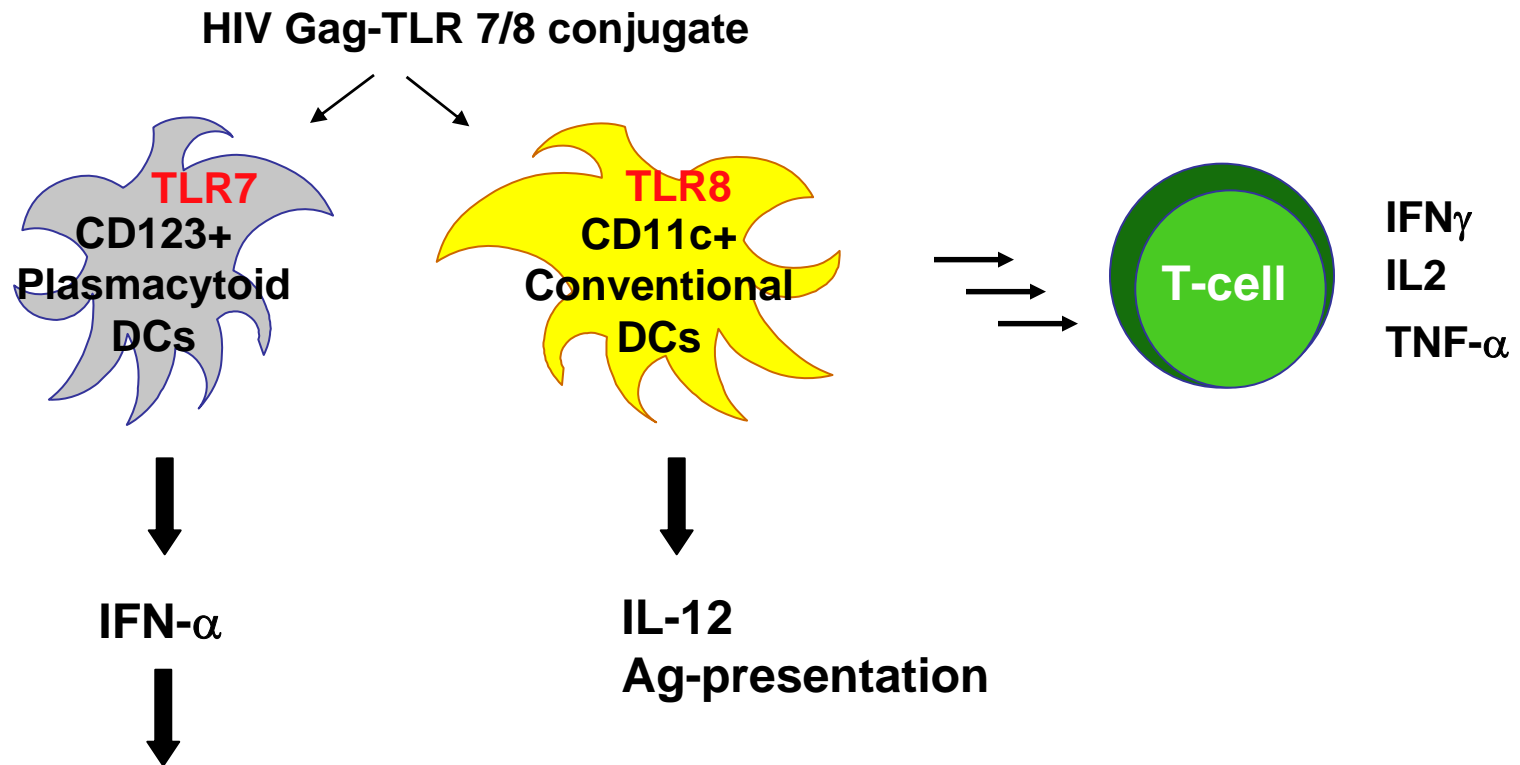 HIV Gag-TLR 7/8 conjugate
TLR7
CD123+
Plasmacytoid
DCs
TLR8
CD11c+
Conventional
DCs
T-cell
IFNγ
IL2
TNF-α
IFN-α
IL-12
Ag-presentation